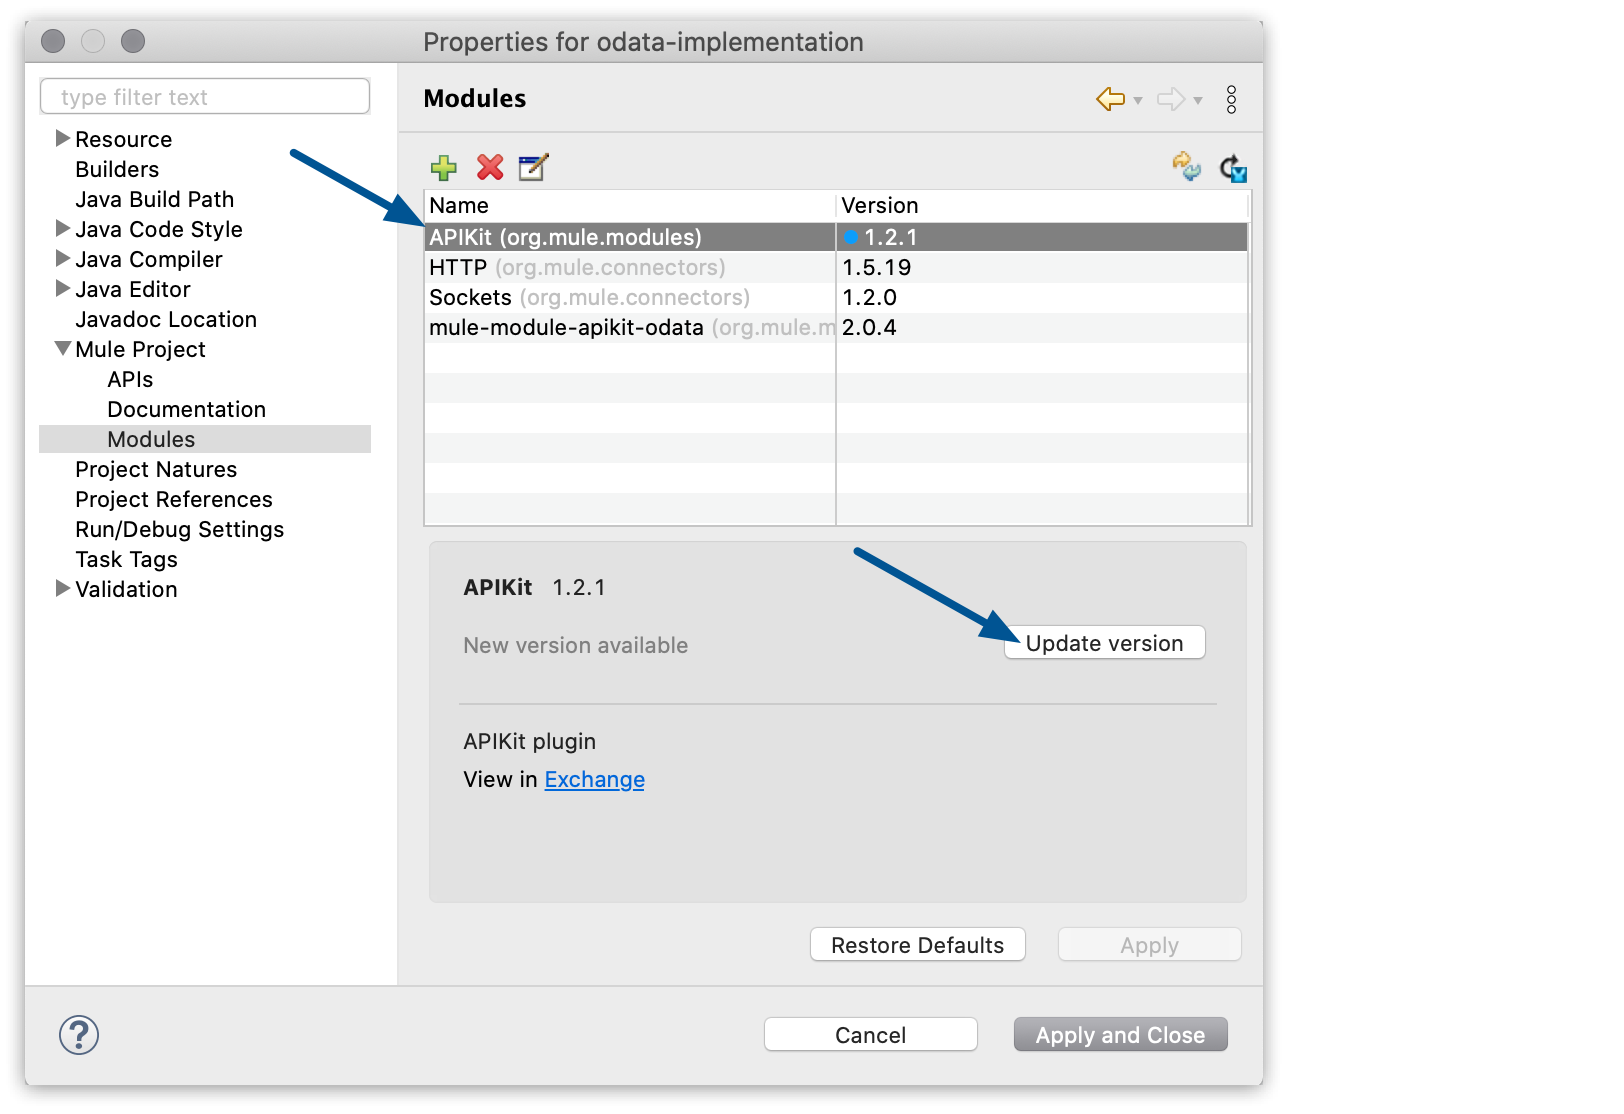 Properties for odata-implementation
type filter text
Resource
Builders
Java Build Path
Java Code Style
Java Compiler
Java Editor
Javadoc Location
Mule Project
APIs
Documentation
Modules
Project Natures
Project References
Run/Debug Settings
Task Tags
Validation
Modules
Name Version
APIKit (org.mule.modules) 1.2.1
HTTP (org.mule.connectors) 1.5.19
Sockets (org.mule.connectors) 1.2.0
mule-module-apikit-odata (org.mule.m 2.0.4
APIKit 1.2.1
New version available Update version
APIKit plugin
View in Exchange
Restore Defaults Apply
? Cancel Apply and Close